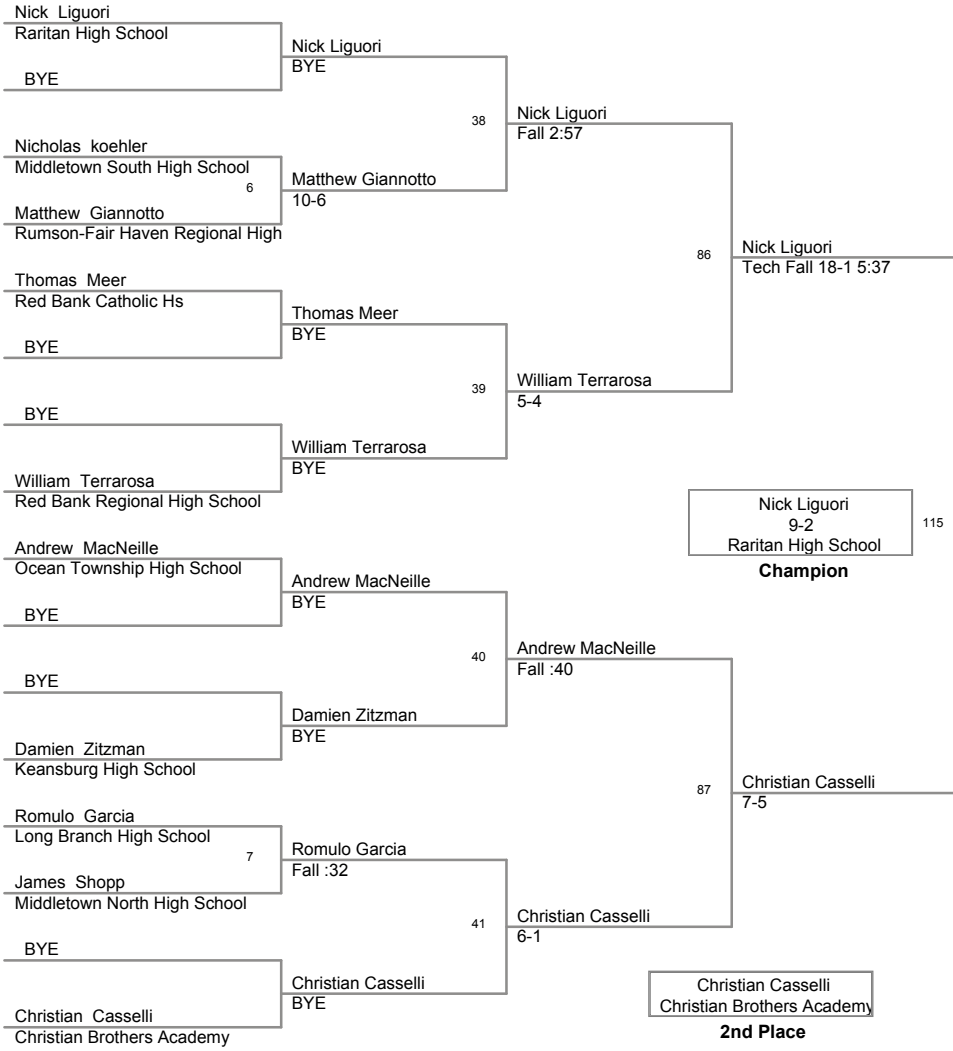 Nick Liguori
Raritan High School
BYE
Nick Liguori
BYE
Nicholas koehler
Middletown South High School
6
Matthew Giannotto
Rumson-Fair Haven Regional High
Matthew Giannotto
10-6
38
Nick Liguori
Fall 2:57
Thomas Meer
Red Bank Catholic Hs
BYE
Thomas Meer
BYE
BYE
William Terrarosa
Red Bank Regional High School
William Terrarosa
BYE
39
William Terrarosa
5-4
86
Nick Liguori
Tech Fall 18-1 5:37
Andrew MacNeille
Ocean Township High School
BYE
Andrew MacNeille
BYE
BYE
Damien Zitzman
Keansburg High School
Damien Zitzman
BYE
40
Andrew MacNeille
Fall :40
Romulo Garcia
Long Branch High School
7
James Shopp
Middletown North High School
Romulo Garcia
Fall :32
BYE
Christian Casselli
Christian Brothers Academy
Christian Casselli
BYE
41
Christian Casselli
6-1
87
Christian Casselli
7-5
Nick Liguori
9-2
Raritan High School
115
Champion
Christian Casselli
Christian Brothers Academy
2nd Place